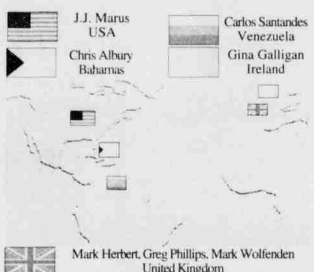 J.J. Marus
USA
Carlos Santandes
Venezuela
Chris Albury
Bahamas
Gina Galligan
Ireland
Mark Herbert, Greg Phillips, Mark Wolfenden
United Kingdom